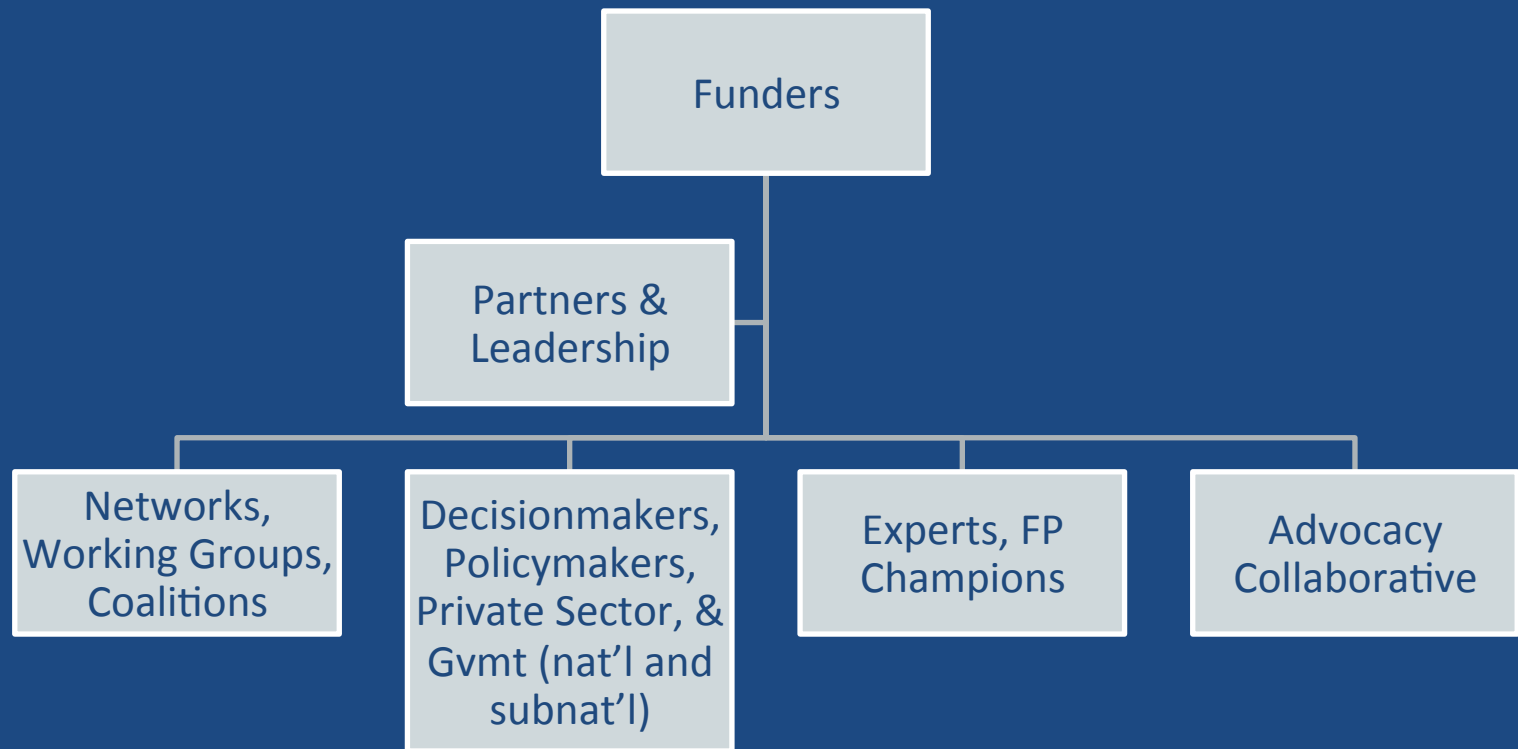 Funders
Partners &
Leadership
Networks,
Working Groups,
Coalitions
Decisionmakers,
Policymakers,
Private Sector, &
Gvmt (nat’l and
subnat’l)
Experts, FP
Champions
Advocacy
Collaborative